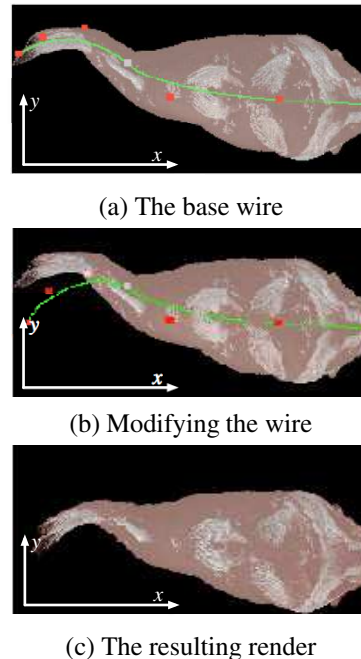 y
x
(a) The base wire
y
x
(b) Modifying the wire
y
x
(c) The resulting render